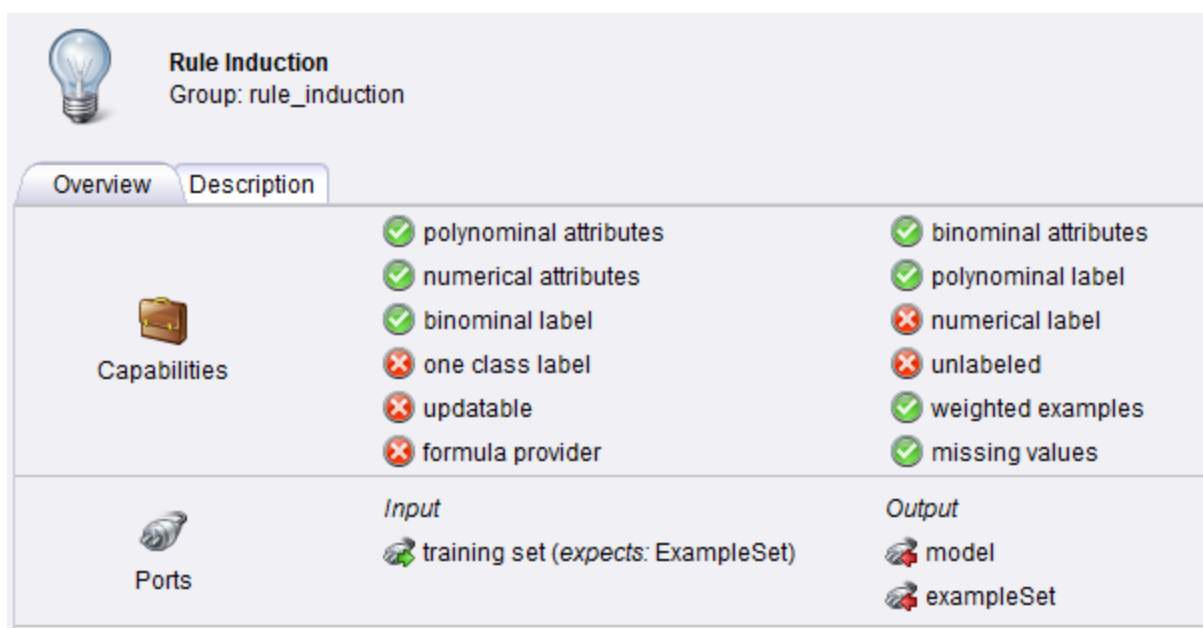 Rule Induction
Group: rule_induction
Overview Description
polynominal attributes binominal attributes
numerical attributes polynominal label
binominal label numerical label
Capabilities one class label unlabeled
updatable weighted examples
formula provider missing values
Input Output
training set (expects: ExampleSet) model
Ports exampleSet